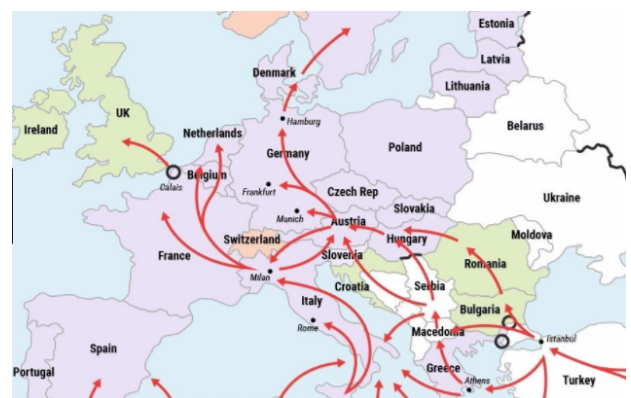 Estonia
Latvia
Lithuania
Denmark
Hamburg
UK
Ireland
Netherlands
Germany
Poland
Belarus
Calais
Belgium
Frankfurt
Czech Rep
Ukraine
Munich
Austria
Slovakia
Switzerland
Hungary
Moldova
France
Slovenia
Romania
Milan
Croatia
Serbia
Italy
Bulgaria
Rome
Macedonia
Istanbul
Spain
Portugal
Greece
Athens
Turkey